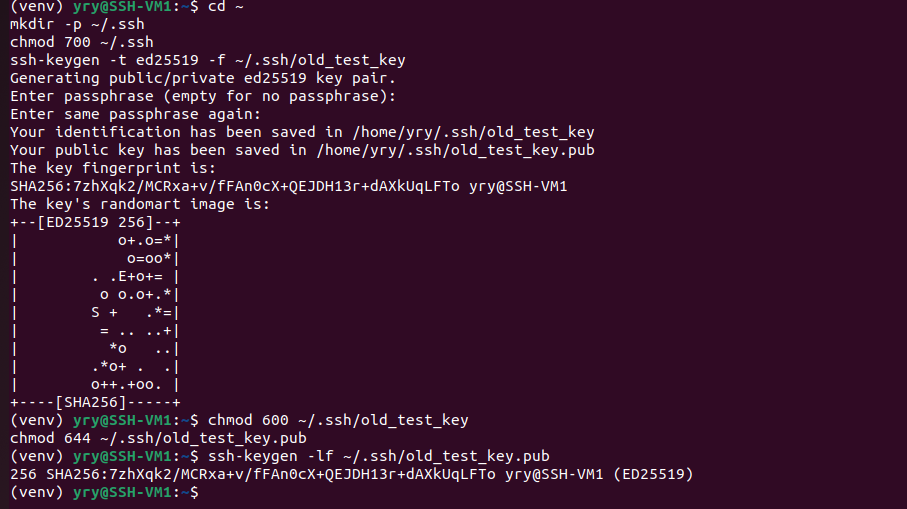 (venv) yry@SSH-VM1:~$ cd ~
mkdir -p ~/.ssh
chmod 700 ~/.ssh
ssh-keygen -t ed25519 -f ~/.ssh/old_test_key
Generating public/private ed25519 key pair.
Enter passphrase (empty for no passphrase):
Enter same passphrase again:
Your identification has been saved in /home/yry/.ssh/old_test_key
Your public key has been saved in /home/yry/.ssh/old_test_key.pub
The key fingerprint is:
SHA256:7zhXqk2/MCRxa+v/fFAn0cX+QEJDH13r+dAXkUqLFTo yry@SSH-VM1
The key's randomart image is:
+--[ED25519 256]--+
|           o+.o=*|
|            o=oo*|
|        . .E+o+= |
|         o o.o+.*|
|        S +   .*=|
|         = .. ..+|
|          *o   ..|
|        .*o+ .  .|
|        o++.+oo. |
+----[SHA256]-----+
(venv) yry@SSH-VM1:~$ chmod 600 ~/.ssh/old_test_key
chmod 644 ~/.ssh/old_test_key.pub
(venv) yry@SSH-VM1:~$ ssh-keygen -lf ~/.ssh/old_test_key.pub
256 SHA256:7zhXqk2/MCRxa+v/fFAn0cX+QEJDH13r+dAXkUqLFTo yry@SSH-VM1 (ED25519)
(venv) yry@SSH-VM1:~$